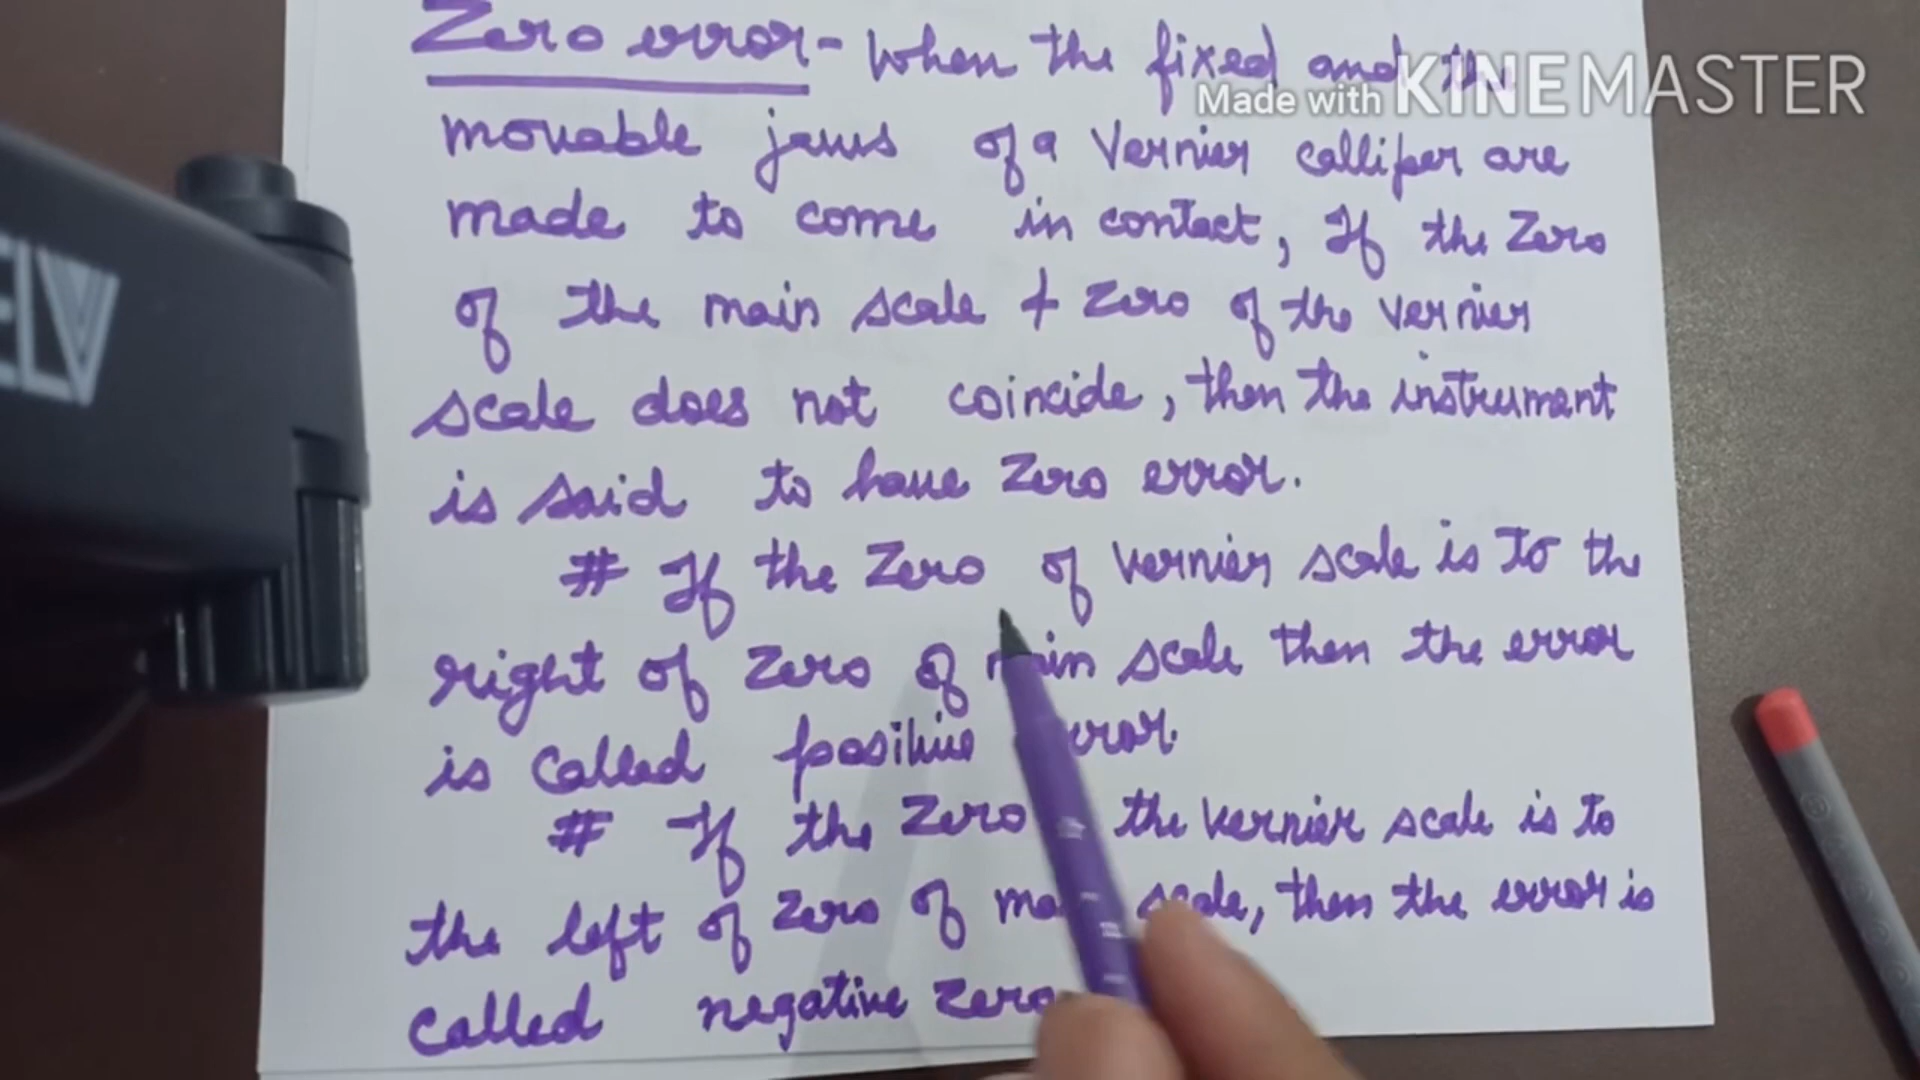 Zero error - When the fixed and the
Made with KINEMASTER
movable jaws of a Vernier calliper are
made to come in contact, If the Zero
of the main scale + Zero of the vernier
scale does not coincide, then the instrument
is said to have Zero error.
# If the Zero of vernier scale is to the
right of Zero of main scale then the error
is called positive error.
# If the Zero the vernier scale is to
the left of Zero of main scale, then the error is
called negative Zero
ELV